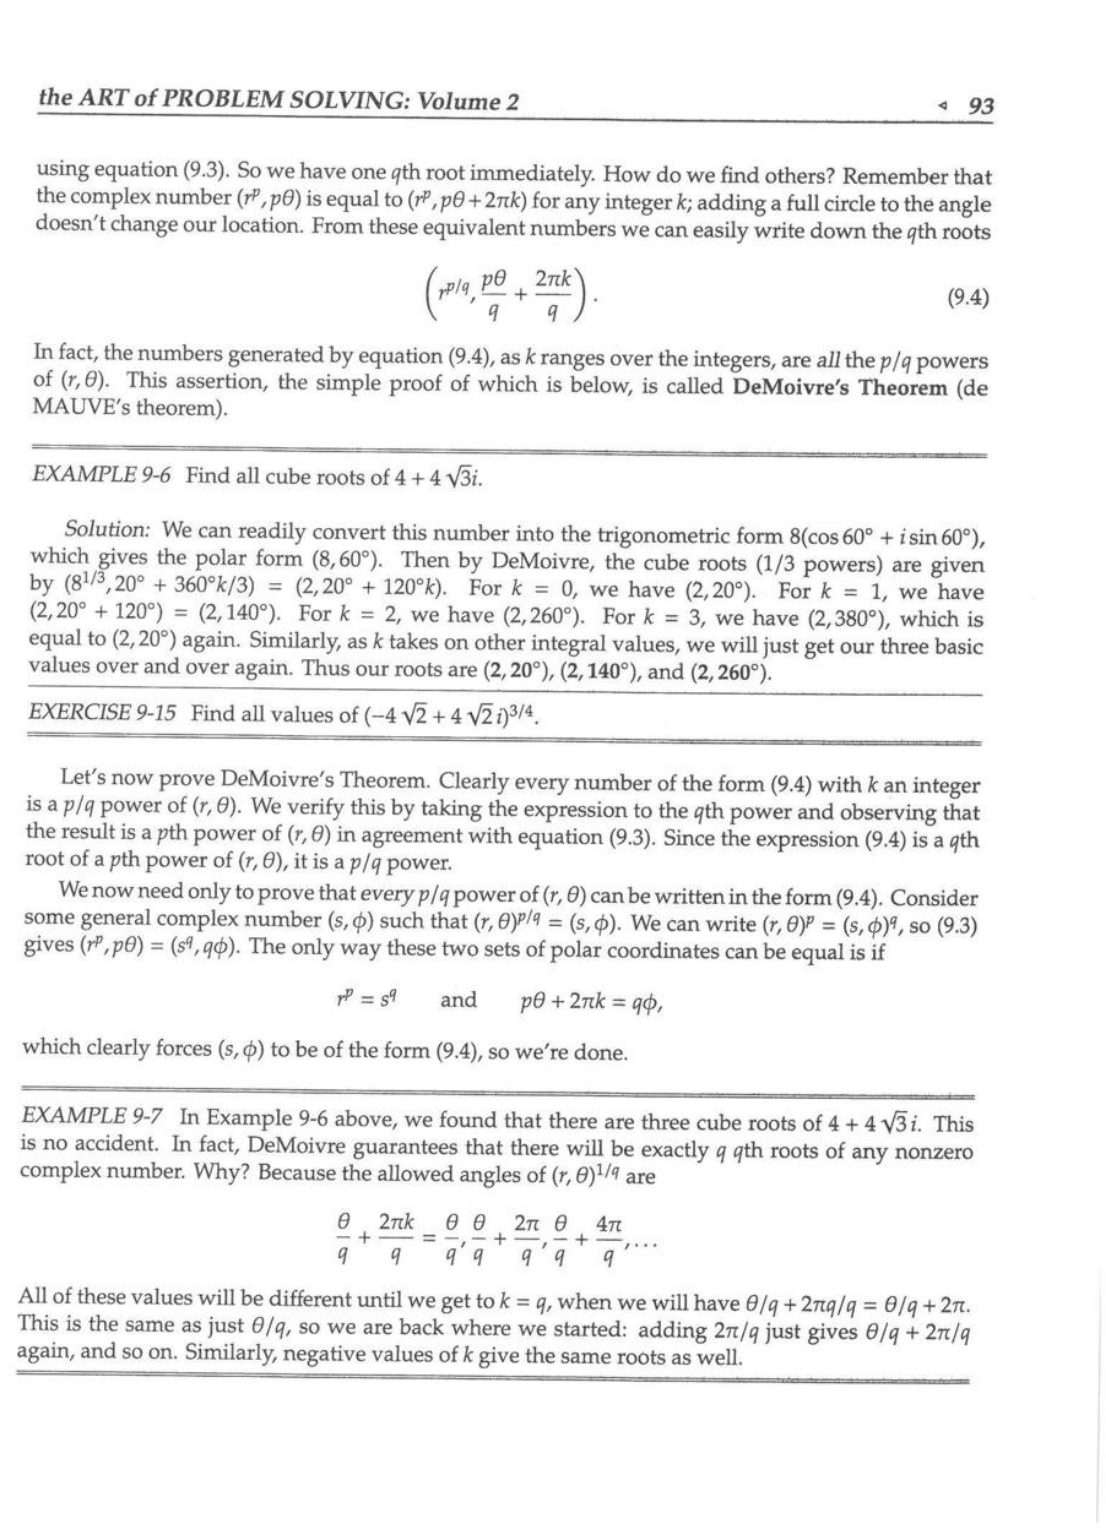 the ART of PROBLEM SOLVING: Volume 2 ◃ 93
using equation (9.3). So we have one qth root immediately. How do we find others? Remember that
the complex number (r^p, pθ) is equal to (r^p, pθ + 2πk) for any integer k; adding a full circle to the angle
doesn't change our location. From these equivalent numbers we can easily write down the qth roots
(r^{p/q}, pθ/q + 2πk/q). (9.4)
In fact, the numbers generated by equation (9.4), as k ranges over the integers, are all the p/q powers
of (r, θ). This assertion, the simple proof of which is below, is called DeMoivre's Theorem (de
MAUVE's theorem).
EXAMPLE 9-6 Find all cube roots of 4 + 4√3i.
Solution: We can readily convert this number into the trigonometric form 8(cos 60° + i sin 60°),
which gives the polar form (8, 60°). Then by DeMoivre, the cube roots (1/3 powers) are given
by (8^{1/3}, 20° + 360°k/3) = (2, 20° + 120°k). For k = 0, we have (2, 20°). For k = 1, we have
(2, 20° + 120°) = (2, 140°). For k = 2, we have (2, 260°). For k = 3, we have (2, 380°), which is
equal to (2, 20°) again. Similarly, as k takes on other integral values, we will just get our three basic
values over and over again. Thus our roots are (2, 20°), (2, 140°), and (2, 260°).
EXERCISE 9-15 Find all values of (−4√2 + 4√2 i)^{3/4}.
Let's now prove DeMoivre's Theorem. Clearly every number of the form (9.4) with k an integer
is a p/q power of (r, θ). We verify this by taking the expression to the qth power and observing that
the result is a pth power of (r, θ) in agreement with equation (9.3). Since the expression (9.4) is a qth
root of a pth power of (r, θ), it is a p/q power.
We now need only to prove that every p/q power of (r, θ) can be written in the form (9.4). Consider
some general complex number (s, ϕ) such that (r, θ)^{p/q} = (s, ϕ). We can write (r, θ)^p = (s, ϕ)^q, so (9.3)
gives (r^p, pθ) = (s^q, qϕ). The only way these two sets of polar coordinates can be equal is if
r^p = s^q and pθ + 2πk = qϕ,
which clearly forces (s, ϕ) to be of the form (9.4), so we're done.
EXAMPLE 9-7 In Example 9-6 above, we found that there are three cube roots of 4 + 4√3 i. This
is no accident. In fact, DeMoivre guarantees that there will be exactly q qth roots of any nonzero
complex number. Why? Because the allowed angles of (r, θ)^{1/q} are
θ/q + 2πk/q = θ/q, θ/q + 2π/q, θ/q + 4π/q, ...
All of these values will be different until we get to k = q, when we will have θ/q + 2πq/q = θ/q + 2π.
This is the same as just θ/q, so we are back where we started: adding 2π/q just gives θ/q + 2π/q
again, and so on. Similarly, negative values of k give the same roots as well.